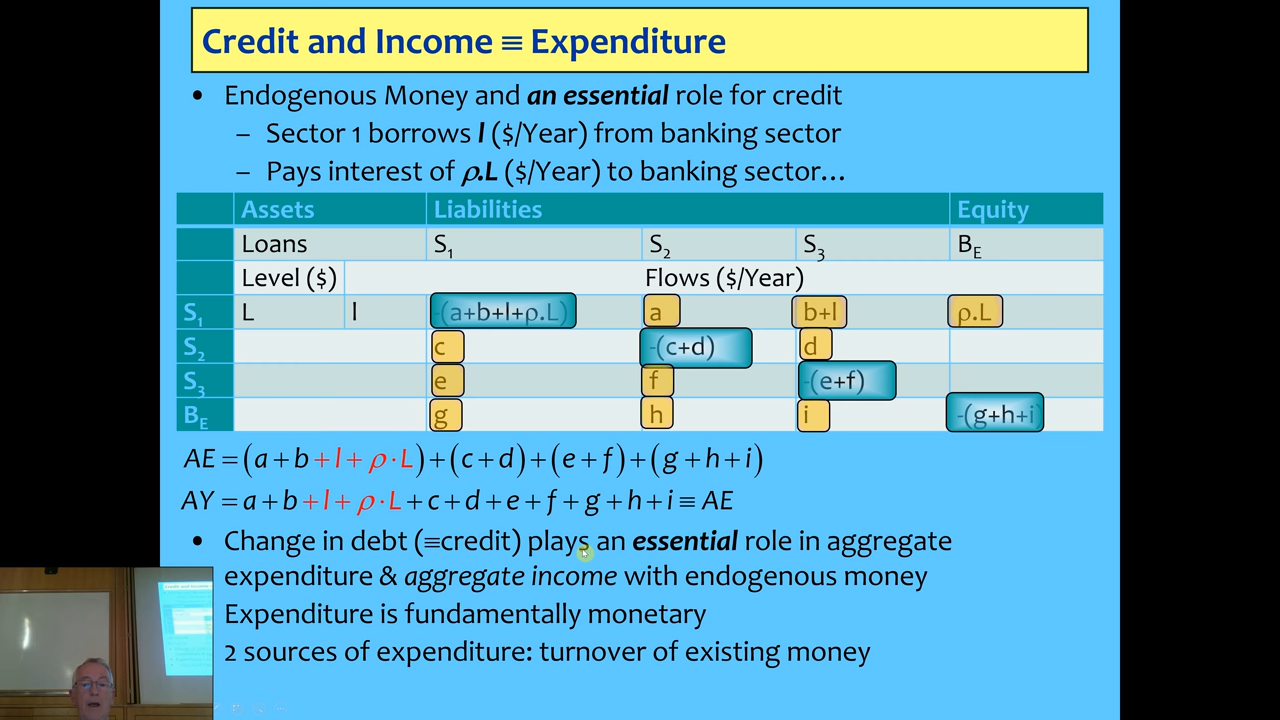 Credit and Income ≡ Expenditure
• Endogenous Money and an essential role for credit
– Sector 1 borrows l ($/Year) from banking sector
– Pays interest of ρ.L ($/Year) to banking sector…
Assets Liabilities Equity
Loans S₁ S₂ S₃ B_E
Level ($) Flows ($/Year)
S₁ L l -(a+b+l+ρ.L) a b+l ρ.L
S₂ c -(c+d) d
S₃ e f -(e+f)
B_E g h i -(g+h+i)
AE = (a + b + l + ρ · L) + (c + d) + (e + f) + (g + h + i)
AY = a + b + l + ρ · L + c + d + e + f + g + h + i ≡ AE
• Change in debt (≡credit) plays an essential role in aggregate
expenditure & aggregate income with endogenous money
Expenditure is fundamentally monetary
2 sources of expenditure: turnover of existing money